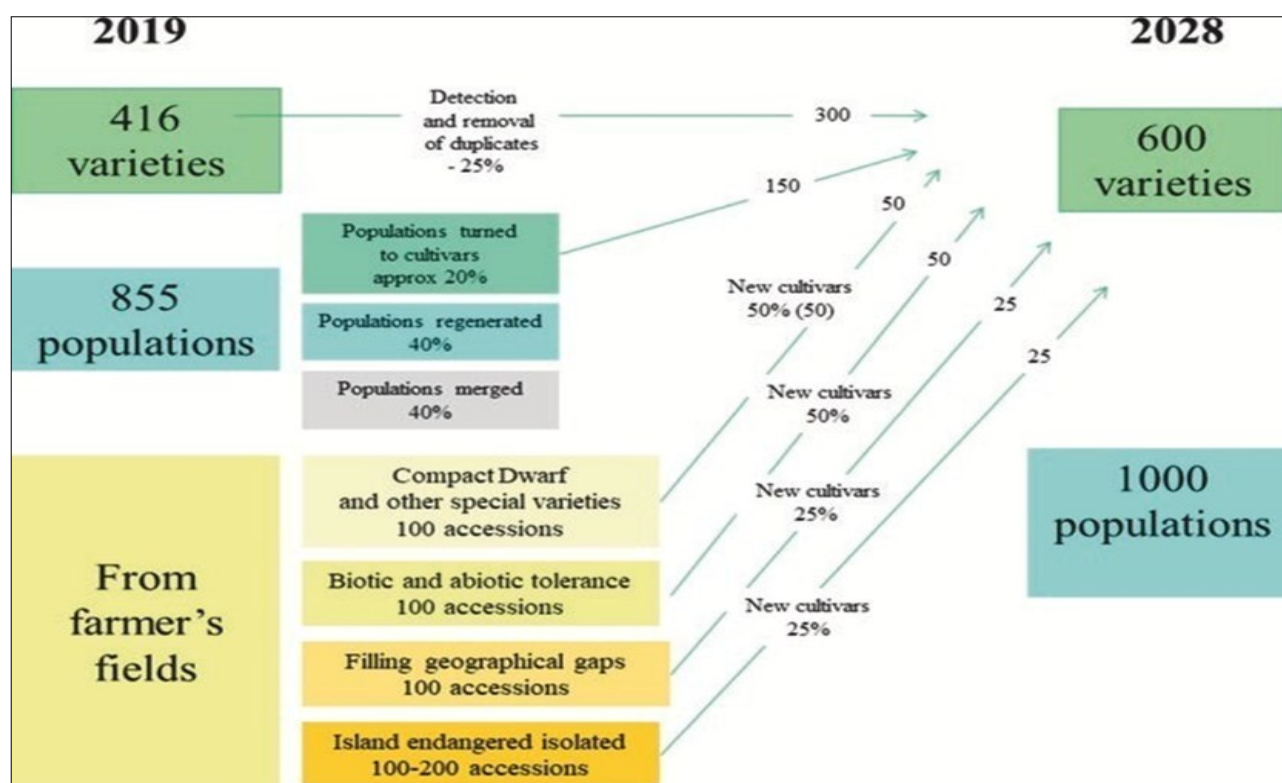 2019
2028
416
varieties
Detection
and removal
of duplicates
- 25%
300
600
varieties
150
Populations turned
to cultivars
approx 20%
50
50
25
25
855
populations
Populations regenerated
40%
Populations merged
40%
New cultivars
50% (50)
New cultivars
50%
New cultivars
25%
New cultivars
25%
1000
populations
From
farmer’s
fields
Compact Dwarf
and other special varieties
100 accessions
Biotic and abiotic tolerance
100 accessions
Filling geographical gaps
100 accessions
Island endangered isolated
100-200 accessions